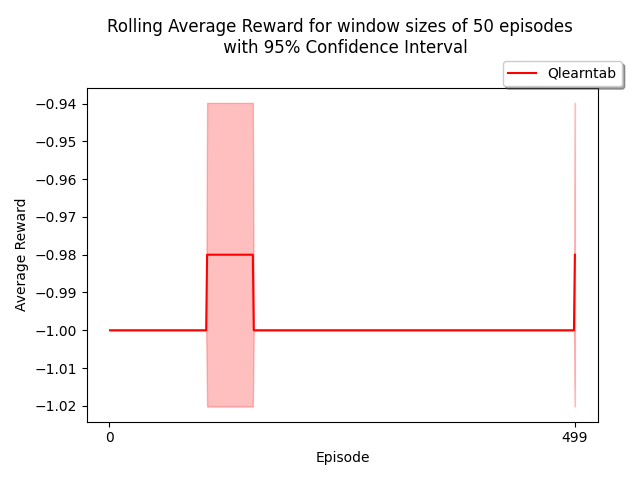 Rolling Average Reward for window sizes of 50 episodes
with 95% Confidence Interval
Qlearntab
−0.94
−0.95
−0.96
−0.97
−0.98
−0.99
−1.00
−1.01
−1.02
Average Reward
0
499
Episode